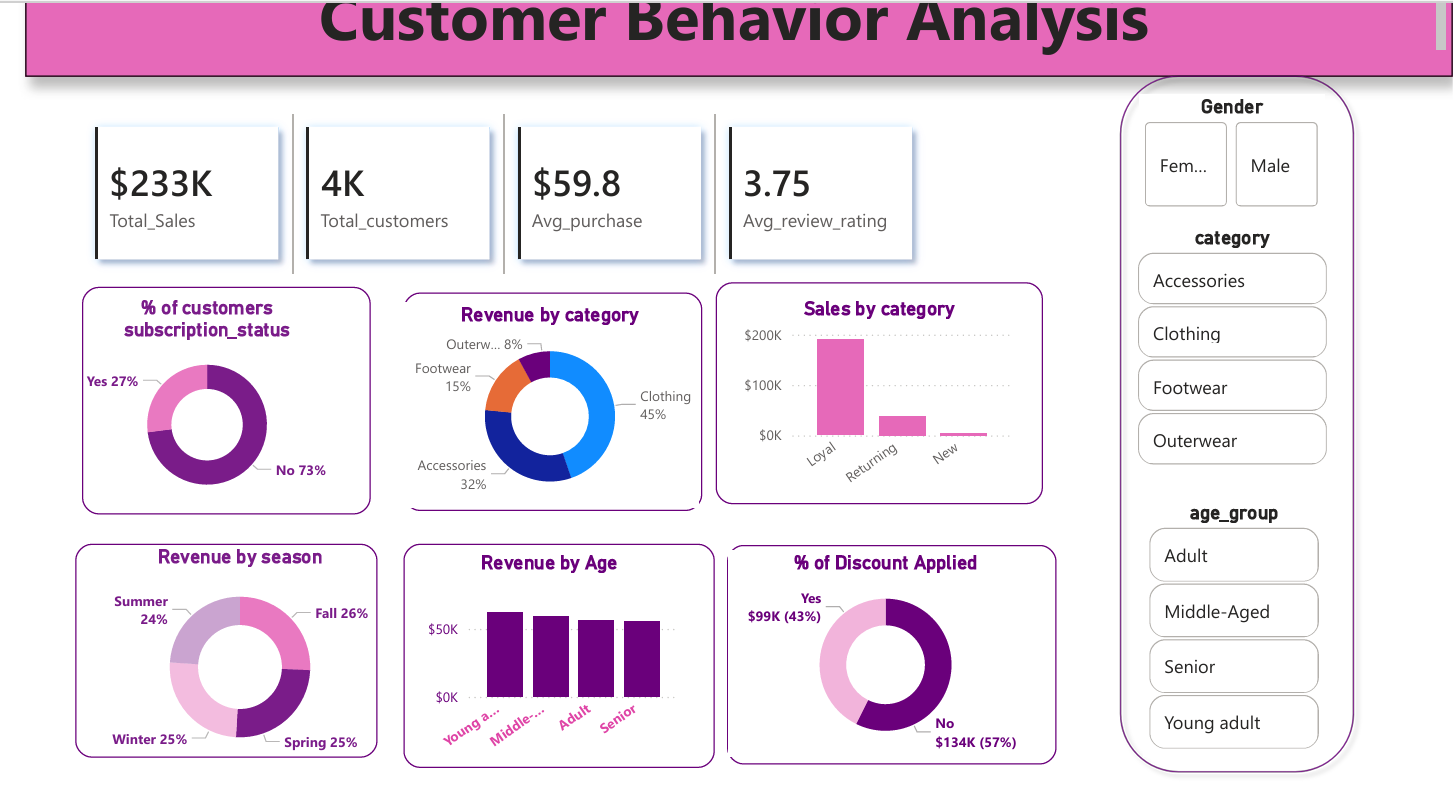 Customer Behavior Analysis
$233K
Total_Sales
4K
Total_customers
$59.8
Avg_purchase
3.75
Avg_review_rating
% of customers
subscription_status
Yes 27%
No 73%
Revenue by category
Outerw... 8%
Footwear
15%
Clothing
45%
Accessories
32%
Sales by category
$200K
$100K
$0K
Loyal
Returning
New
Revenue by season
Summer
24%
Fall 26%
Winter 25%
Spring 25%
Revenue by Age
$50K
$0K
Young a...
Middle-...
Adult
Senior
% of Discount Applied
Yes
$99K (43%)
No
$134K (57%)
Gender
Fem...
Male
category
Accessories
Clothing
Footwear
Outerwear
age_group
Adult
Middle-Aged
Senior
Young adult